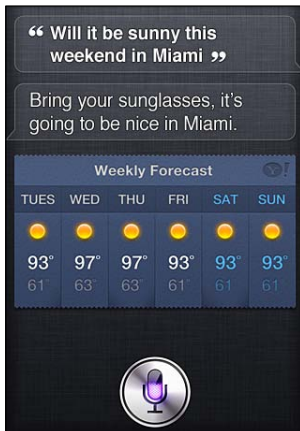 “ Will it be sunny this
weekend in Miami ”
Bring your sunglasses, it's
going to be nice in Miami.
Weekly Forecast Y!
TUES WED THU FRI SAT SUN
93° 97° 97° 93° 93° 93°
61° 63° 63° 61° 61° 61°